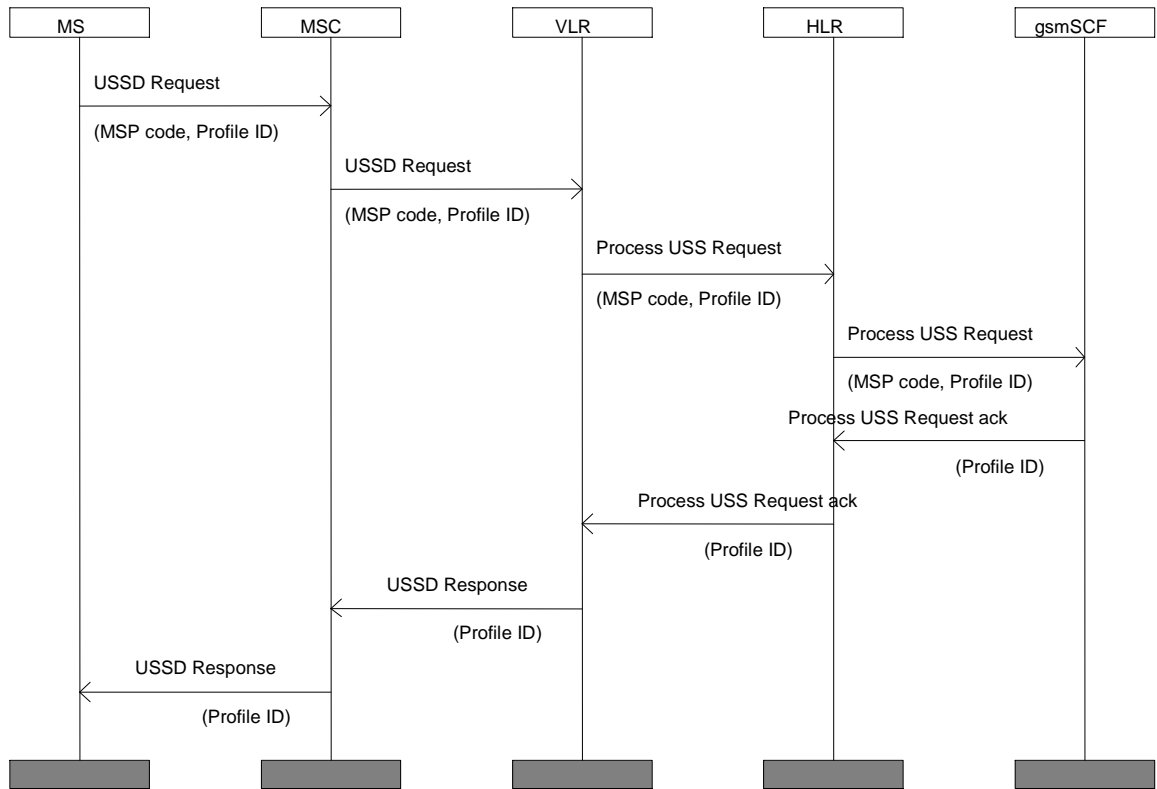 MS
MSC
VLR
HLR
gsmSCF
USSD Request
(MSP code, Profile ID)
USSD Request
(MSP code, Profile ID)
Process USS Request
(MSP code, Profile ID)
Process USS Request
(MSP code, Profile ID)
Process USS Request ack
(Profile ID)
Process USS Request ack
(Profile ID)
USSD Response
(Profile ID)
USSD Response
(Profile ID)